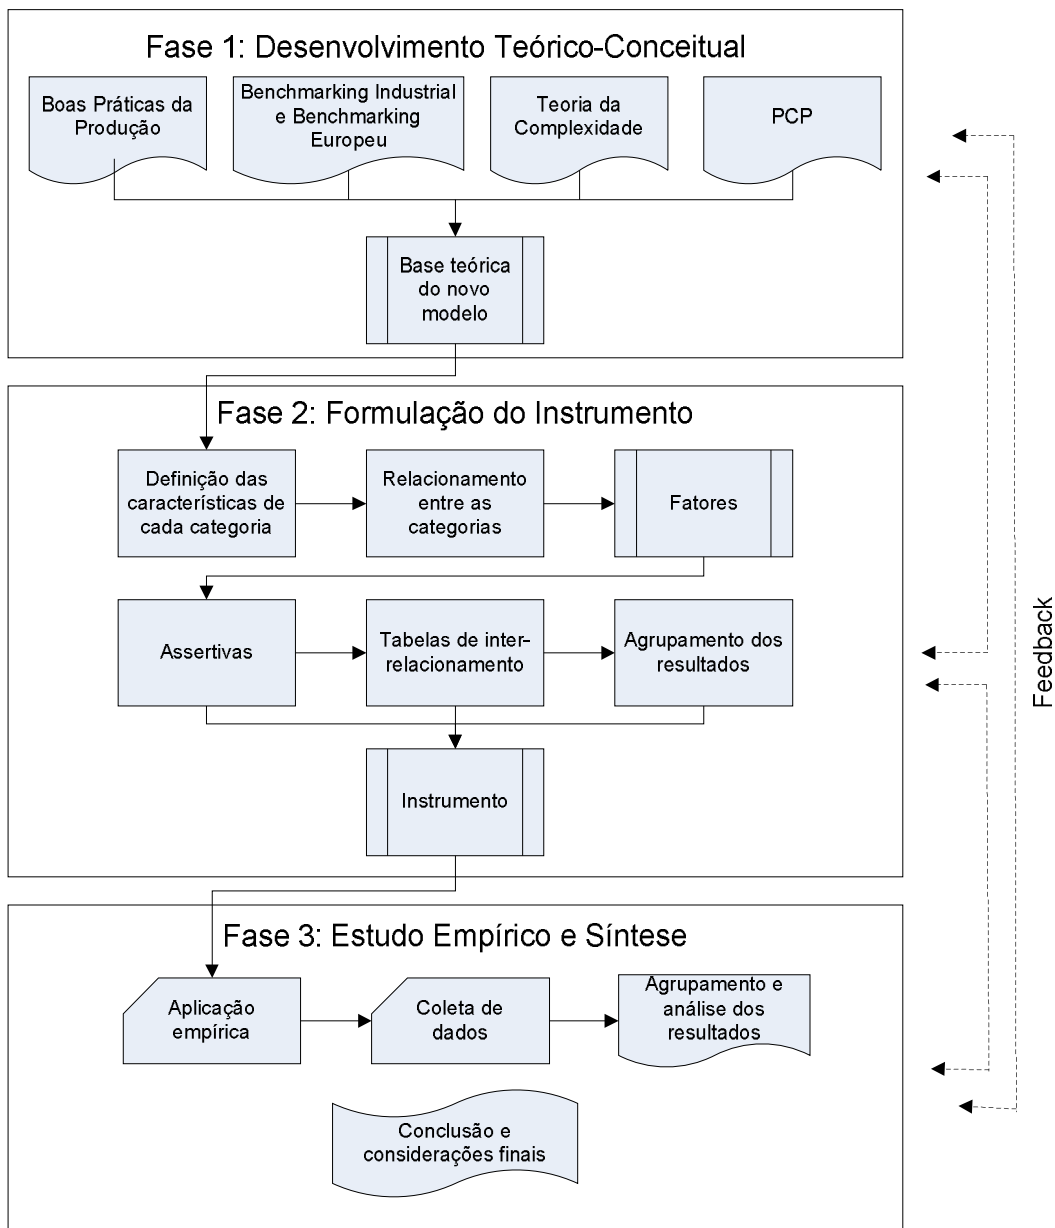 Fase 1: Desenvolvimento Teórico-Conceitual
Boas Práticas da
Produção
Benchmarking Industrial
e Benchmarking
Europeu
Teoria da
Complexidade
PCP
Base teórica
do novo
modelo
Fase 2: Formulação do Instrumento
Definição das
característicias de
cada categoria
Relacionamento
entre as
categorias
Fatores
Assertivas
Tabelas de inter-
relacionamento
Agrupamento dos
resultados
Instrumento
Fase 3: Estudo Empírico e Síntese
Aplicação
empírica
Coleta de
dados
Agrupamento e
análise dos
resultados
Conclusão e
considerações finais
Feedback